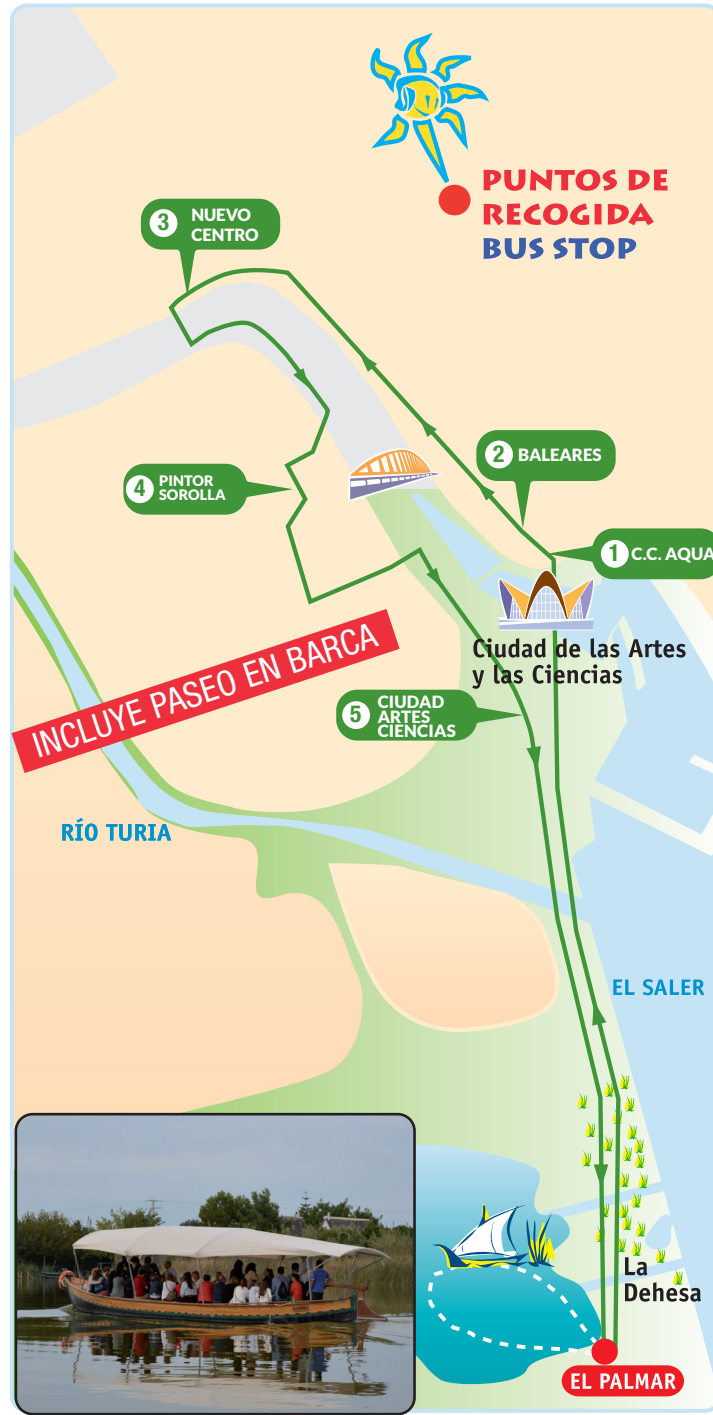 PUNTOS DE
RECOGIDA
BUS STOP
3 NUEVO
CENTRO
2 BALEARES
4 PINTOR
SOROLLA
1 C.C. AQUA
Ciudad de las Artes
y las Ciencias
INCLUYE PASEO EN BARCA
5 CIUDAD
ARTES
CIENCIAS
RÍO TURIA
EL SALER
La
Dehesa
EL PALMAR